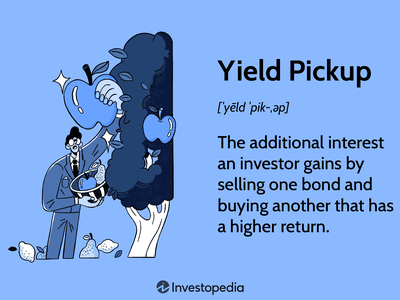 Yield Pickup
[ˈyēld ˈpik-ˌəp]
The additional interest
an investor gains by
selling one bond and
buying another that has
a higher return.
Investopedia